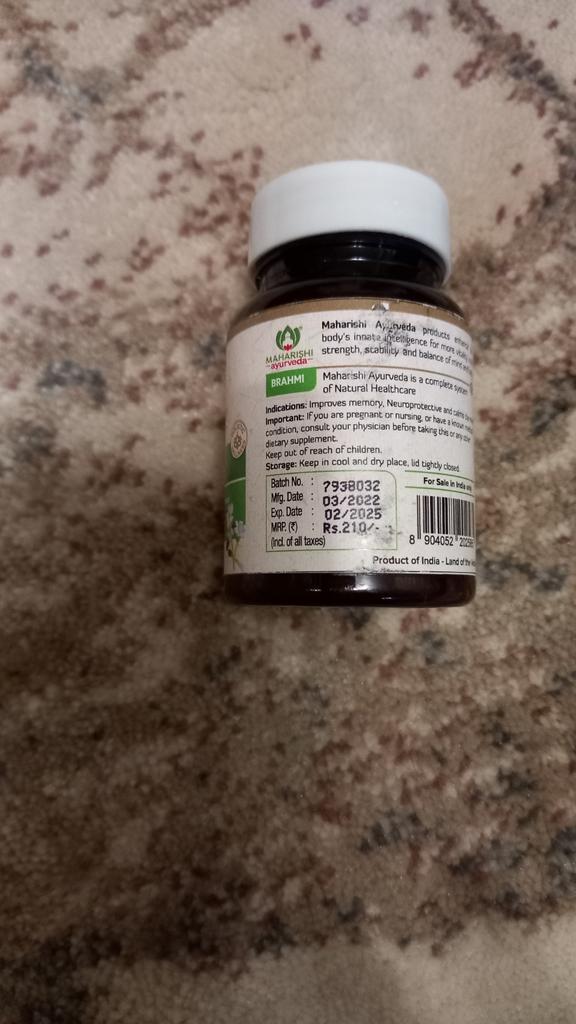 MAHARISHI
ayurveda
BRAHMI
Maharishi Ayurveda products
body's innate intelligence for more
strength, stability and balance of mind
Maharishi Ayurveda is a complete system
of Natural Healthcare
Indications: Improves memory, Neuroprotective and calms
Important: If you are pregnant or nursing, or have a known
condition, consult your physician before taking this or any
dietary supplement.
Keep out of reach of children.
Storage: Keep in cool and dry place, lid tightly closed.
Batch No. : 7938032
Mfg. Date : 03/2022
Exp. Date : 02/2025
MRP. (₹) : Rs.210/-
(Incl. of all taxes)
For Sale in India
8 904052
Product of India - Land of